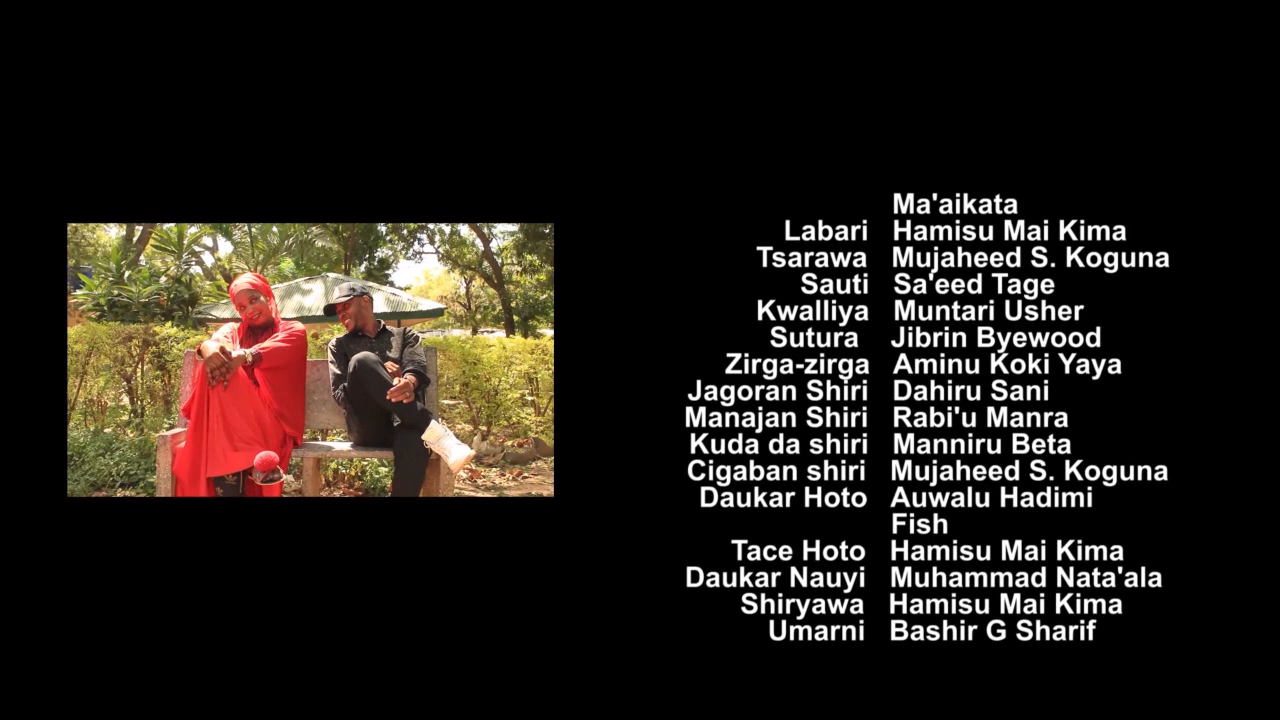 Ma'aikata
Labari Hamisu Mai Kima
Tsarawa Mujaheed S. Koguna
Sauti Sa'eed Tage
Kwalliya Muntari Usher
Sutura Jibrin Byewood
Zirga-zirga Aminu Koki Yaya
Jagoran Shiri Dahiru Sani
Manajan Shiri Rabi'u Manra
Kuda da shiri Manniru Beta
Cigaban shiri Mujaheed S. Koguna
Daukar Hoto Auwalu Hadimi
Fish
Tace Hoto Hamisu Mai Kima
Daukar Nauyi Muhammad Nata'ala
Shiryawa Hamisu Mai Kima
Umarni Bashir G Sharif